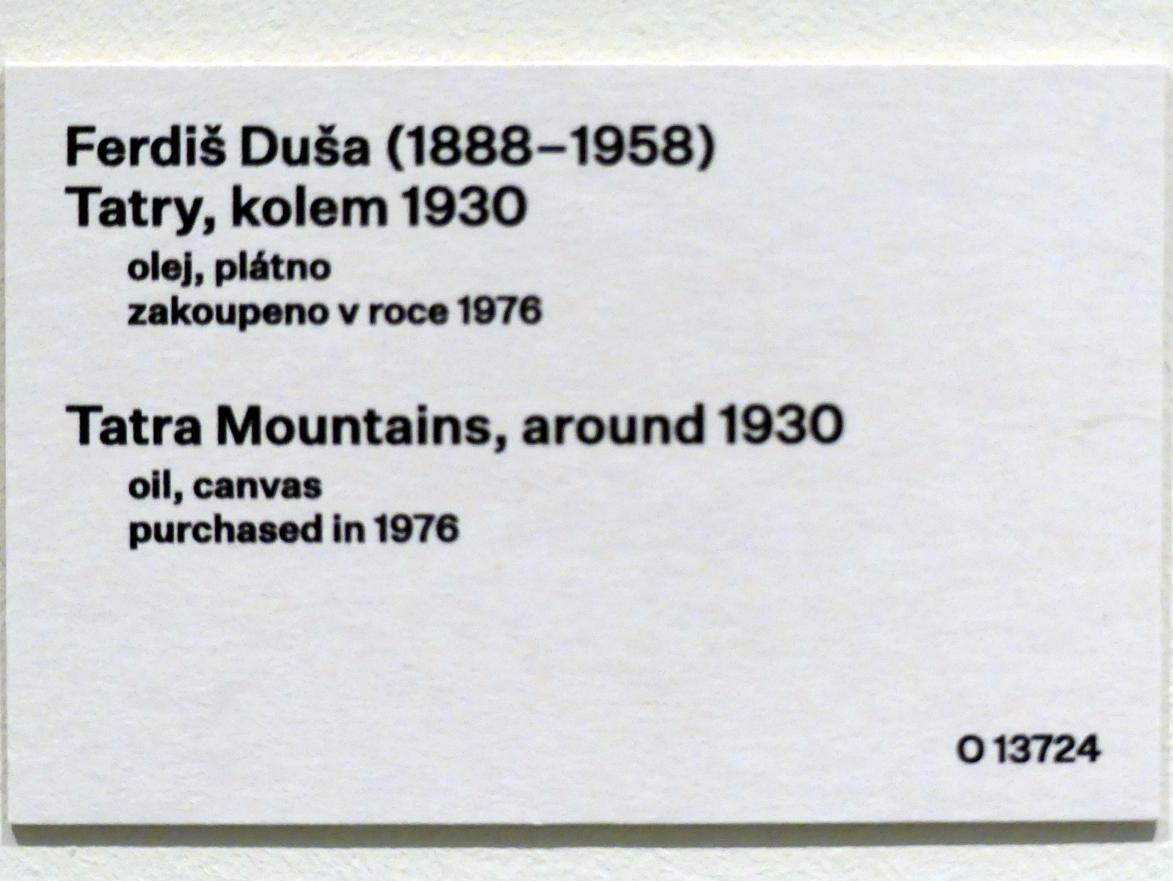 Ferdiš Duša (1888–1958)
Tatry, kolem 1930
olej, plátno
zakoupeno v roce 1976
Tatra Mountains, around 1930
oil, canvas
purchased in 1976
O 13724